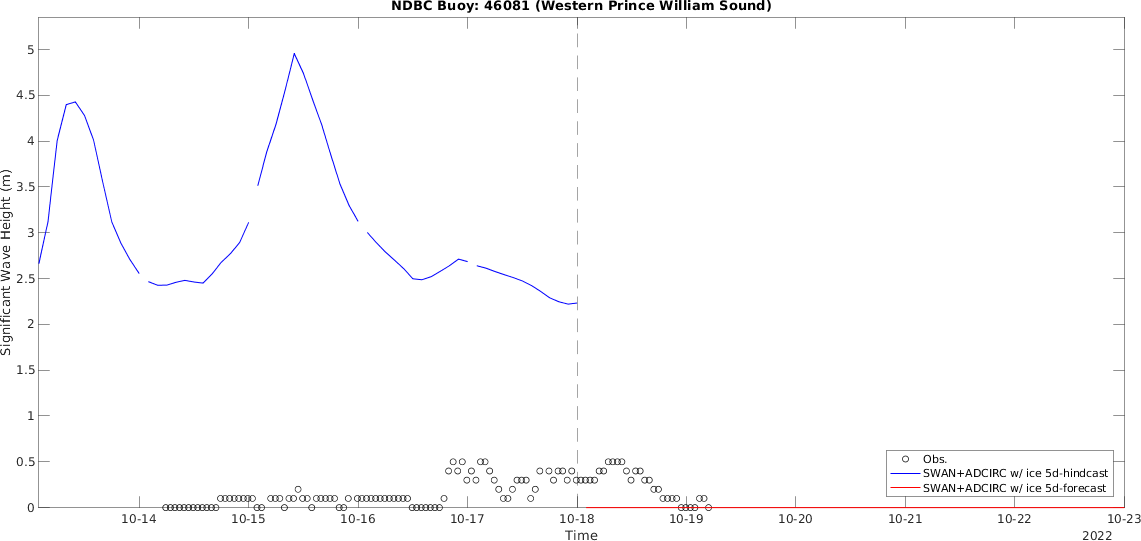 NDBC Buoy: 46081 (Western Prince William Sound)
Significant Wave Height (m)
5
4.5
4
3.5
3
2.5
2
1.5
1
0.5
0
Obs.
SWAN+ADCIRC w/ ice 5d-hindcast
SWAN+ADCIRC w/ ice 5d-forecast
10-14 10-15 10-16 10-17 10-18 10-19 10-20 10-21 10-22 10-23
Time
2022